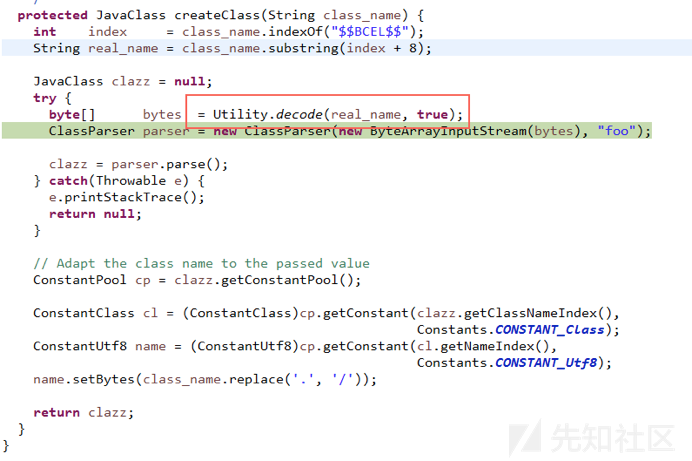 protected JavaClass createClass(String class_name) {
int index = class_name.indexOf("$$BCEL$$");
String real_name = class_name.substring(index + 8);
JavaClass clazz = null;
try {
byte[] bytes = Utility.decode(real_name, true);
ClassParser parser = new ClassParser(new ByteArrayInputStream(bytes), "foo");
clazz = parser.parse();
} catch(Throwable e) {
e.printStackTrace();
return null;
}
// Adapt the class name to the passed value
ConstantPool cp = clazz.getConstantPool();
ConstantClass cl = (ConstantClass)cp.getConstant(clazz.getClassNameIndex(),
Constants.CONSTANT_Class);
ConstantUtf8 name = (ConstantUtf8)cp.getConstant(cl.getNameIndex(),
Constants.CONSTANT_Utf8);
name.setBytes(class_name.replace('.', '/'));
return clazz;
}
}
先知社区